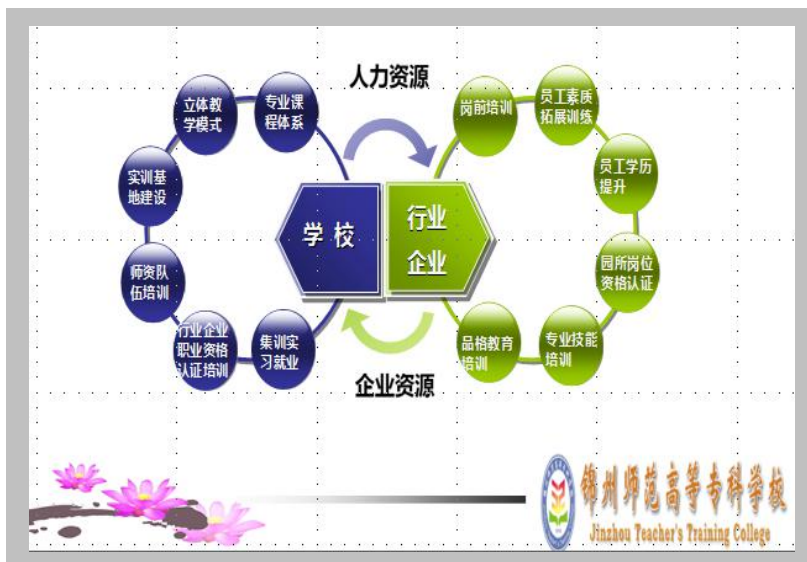 人力资源
立体教
学模式
专业课
程体系
实训基
地建设
师资队
伍培训
行业企业
职业资格
认证培训
集训实
习就业
学 校
行业
企业
岗前培训
员工素质
拓展训练
员工学历
提升
园所岗位
资格认证
专业技能
培训
品格教育
培训
企业资源
锦州师范高等专科学校
Jinzhou Teacher's Training College